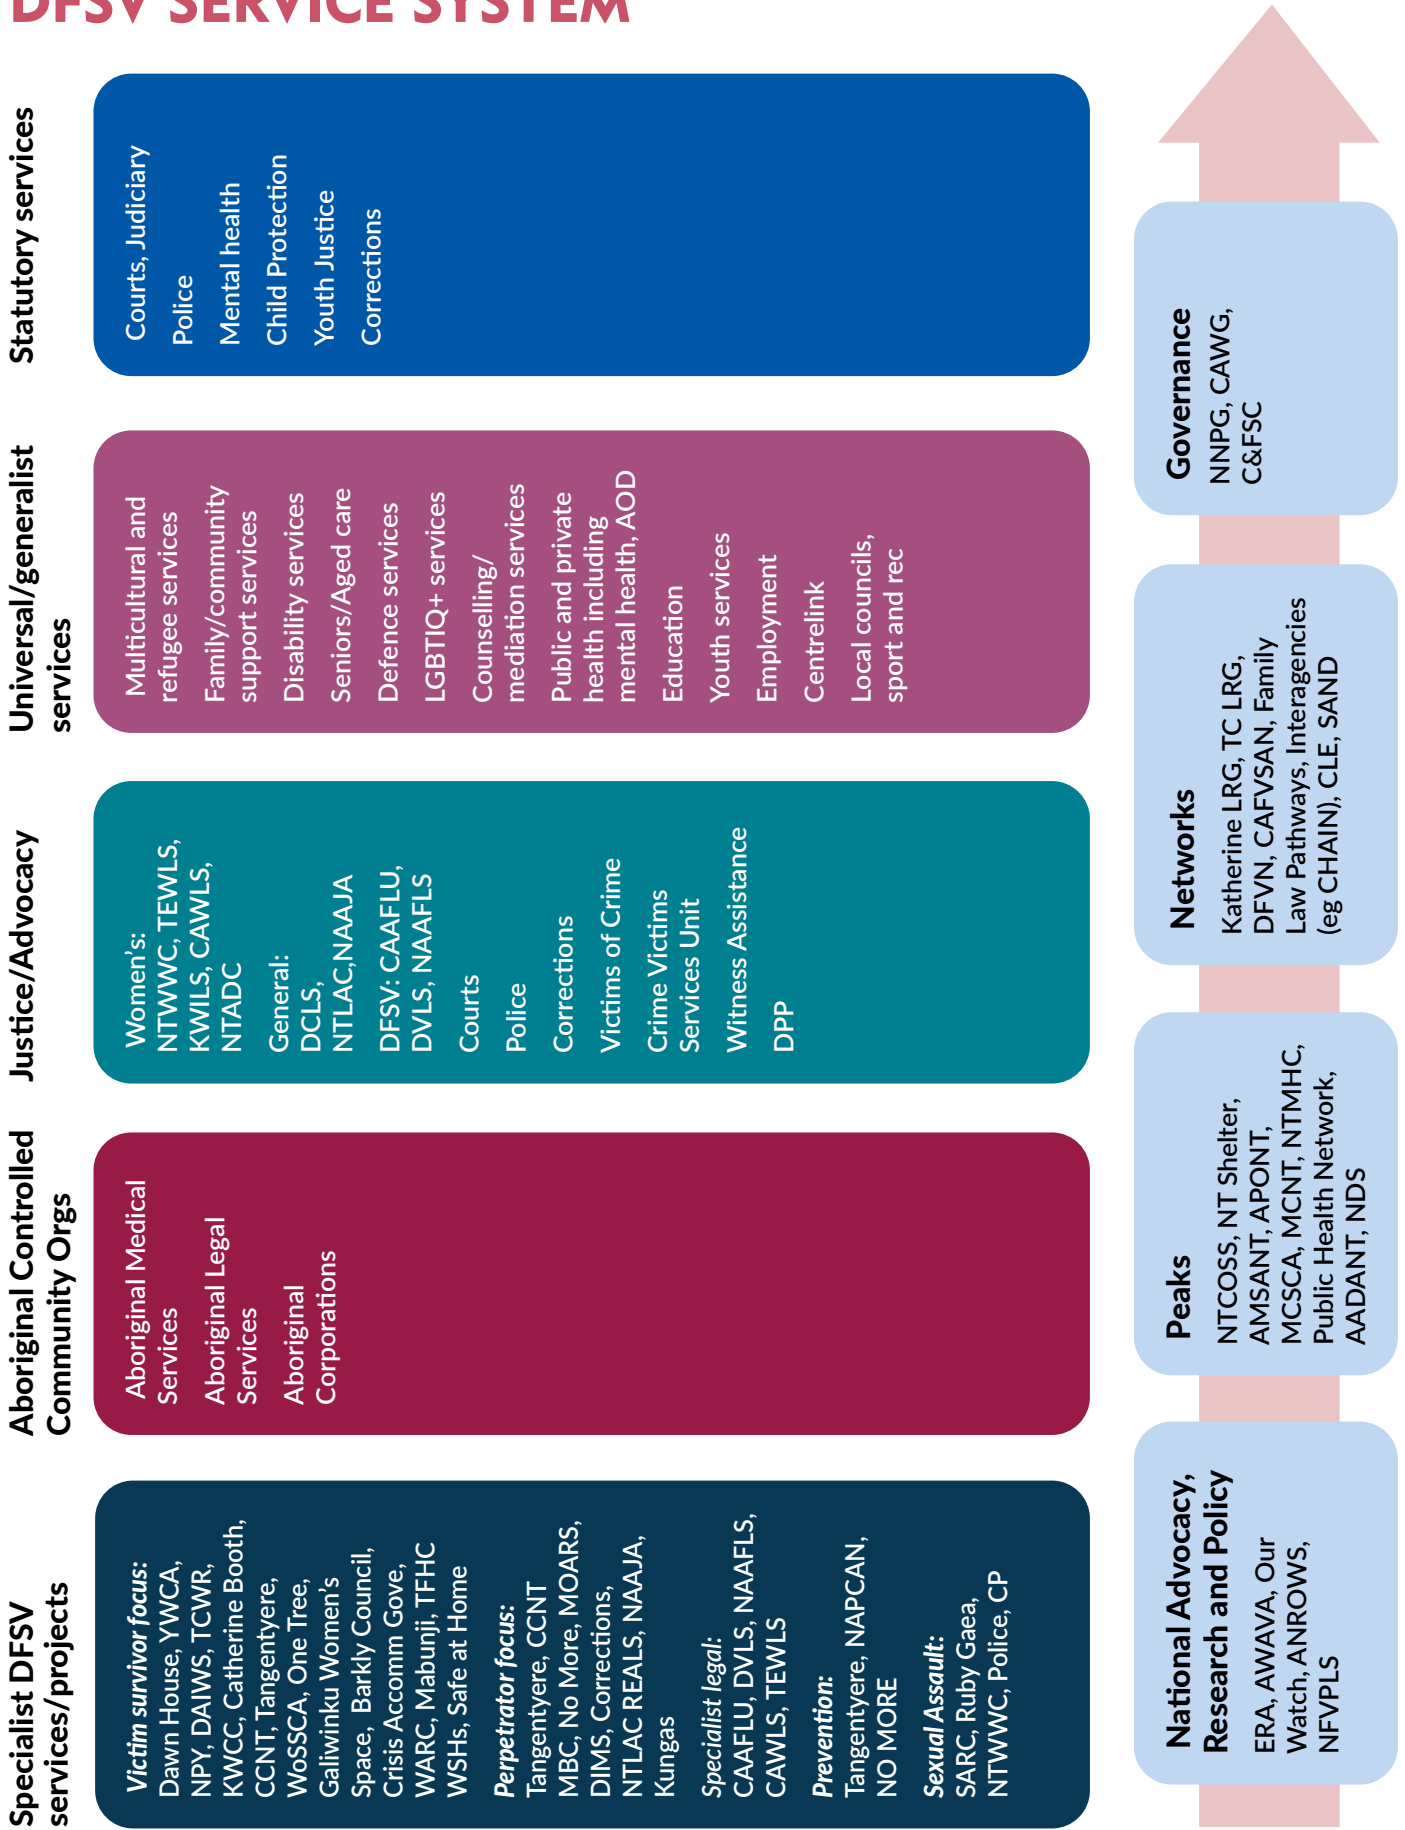 DFSV SERVICE SYSTEM
Specialist DFSV
services/projects
Victim survivor focus:
Dawn House, YWCA,
NPY, DAIWS, TCWR,
KWCC, Catherine Booth,
CCNT, Tangentyere,
WoSSCA, One Tree,
Galiwinku Women’s
Space, Barkly Council,
Crisis Accomm Gove,
WARC, Mabunji, TFHC
WSHs, Safe at Home
Perpetrator focus:
Tangentyere, CCNT
MBC, No More, MOARS,
DIMS, Corrections,
NTLAC REALS, NAAJA,
Kungas
Specialist legal:
CAAFLU, DVLS, NAAFLS,
CAWLS, TEWLS
Prevention:
Tangentyere, NAPCAN,
NO MORE
Sexual Assault:
SARC, Ruby Gaea,
NTWWC, Police, CP
Aboriginal Controlled
Community Orgs
Aboriginal Medical
Services
Aboriginal Legal
Services
Aboriginal
Corporations
Justice/Advocacy
Women’s:
NTWWC, TEWLS,
KWILS, CAWLS,
NTADC
General:
DCLS,
NTLAC,NAAJA
DFSV: CAAFLU,
DVLS, NAAFLS
Courts
Police
Corrections
Victims of Crime
Crime Victims
Services Unit
Witness Assistance
DPP
Universal/generalist
services
Multicultural and
refugee services
Family/community
support services
Disability services
Seniors/Aged care
Defence services
LGBTIQ+ services
Counselling/
mediation services
Public and private
health including
mental health, AOD
Education
Youth services
Employment
Centrelink
Local councils,
sport and rec
Statutory services
Courts, Judiciary
Police
Mental health
Child Protection
Youth Justice
Corrections
National Advocacy,
Research and Policy
ERA, AWAVA, Our
Watch, ANROWS,
NFVPLS
Peaks
NTCOSS, NT Shelter,
AMSANT, APONT,
MCSCA, MCNT, NTMHC,
Public Health Network,
AADANT, NDS
Networks
Katherine LRG, TC LRG,
DFVN, CAFVSAN, Family
Law Pathways, Interagencies
(eg CHAIN), CLE, SAND
Governance
NNPG, CAWG,
C&FSC